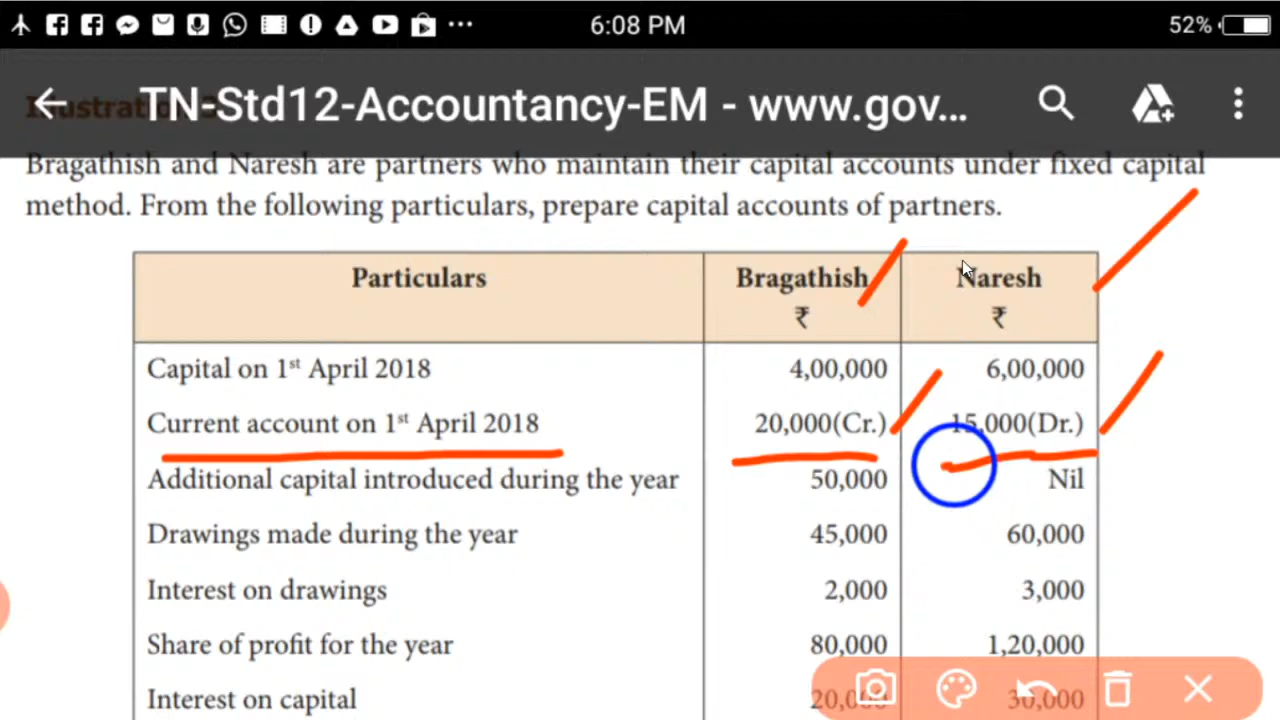 6:08 PM
52%
Illustration 3
TN-Std12-Accountancy-EM - www.gov...
Bragathish and Naresh are partners who maintain their capital accounts under fixed capital
method. From the following particulars, prepare capital accounts of partners.
Particulars Bragathish Naresh
₹ ₹
Capital on 1st April 2018 4,00,000 6,00,000
Current account on 1st April 2018 20,000(Cr.) 15,000(Dr.)
Additional capital introduced during the year 50,000 Nil
Drawings made during the year 45,000 60,000
Interest on drawings 2,000 3,000
Share of profit for the year 80,000 1,20,000
Interest on capital 20,000 30,000